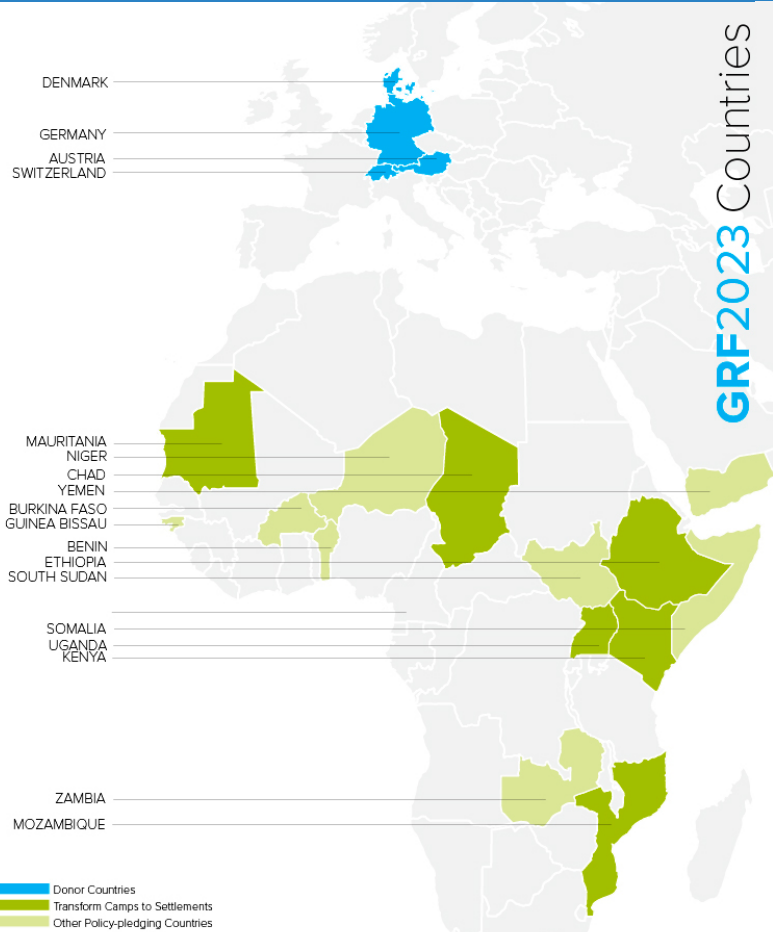 GRF2023 Countries
DENMARK
GERMANY
AUSTRIA
SWITZERLAND
MAURITANIA
NIGER
CHAD
YEMEN
BURKINA FASO
GUINEA BISSAU
BENIN
ETHIOPIA
SOUTH SUDAN
SOMALIA
UGANDA
KENYA
ZAMBIA
MOZAMBIQUE
Donor Countries
Transform Camps to Settlements
Other Policy-pledging Countries